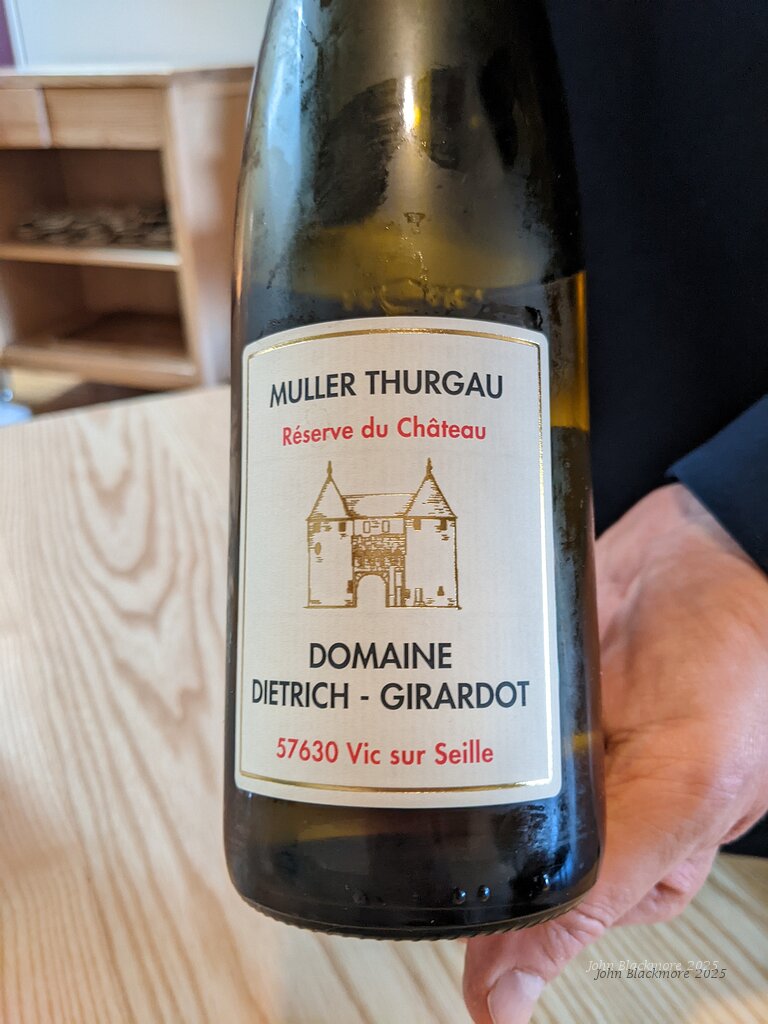 MULLER THURGAU
Réserve du Château
DOMAINE
DIETRICH - GIRARDOT
57630 Vic sur Seille
John Blackmore 2025
John Blackmore 2025